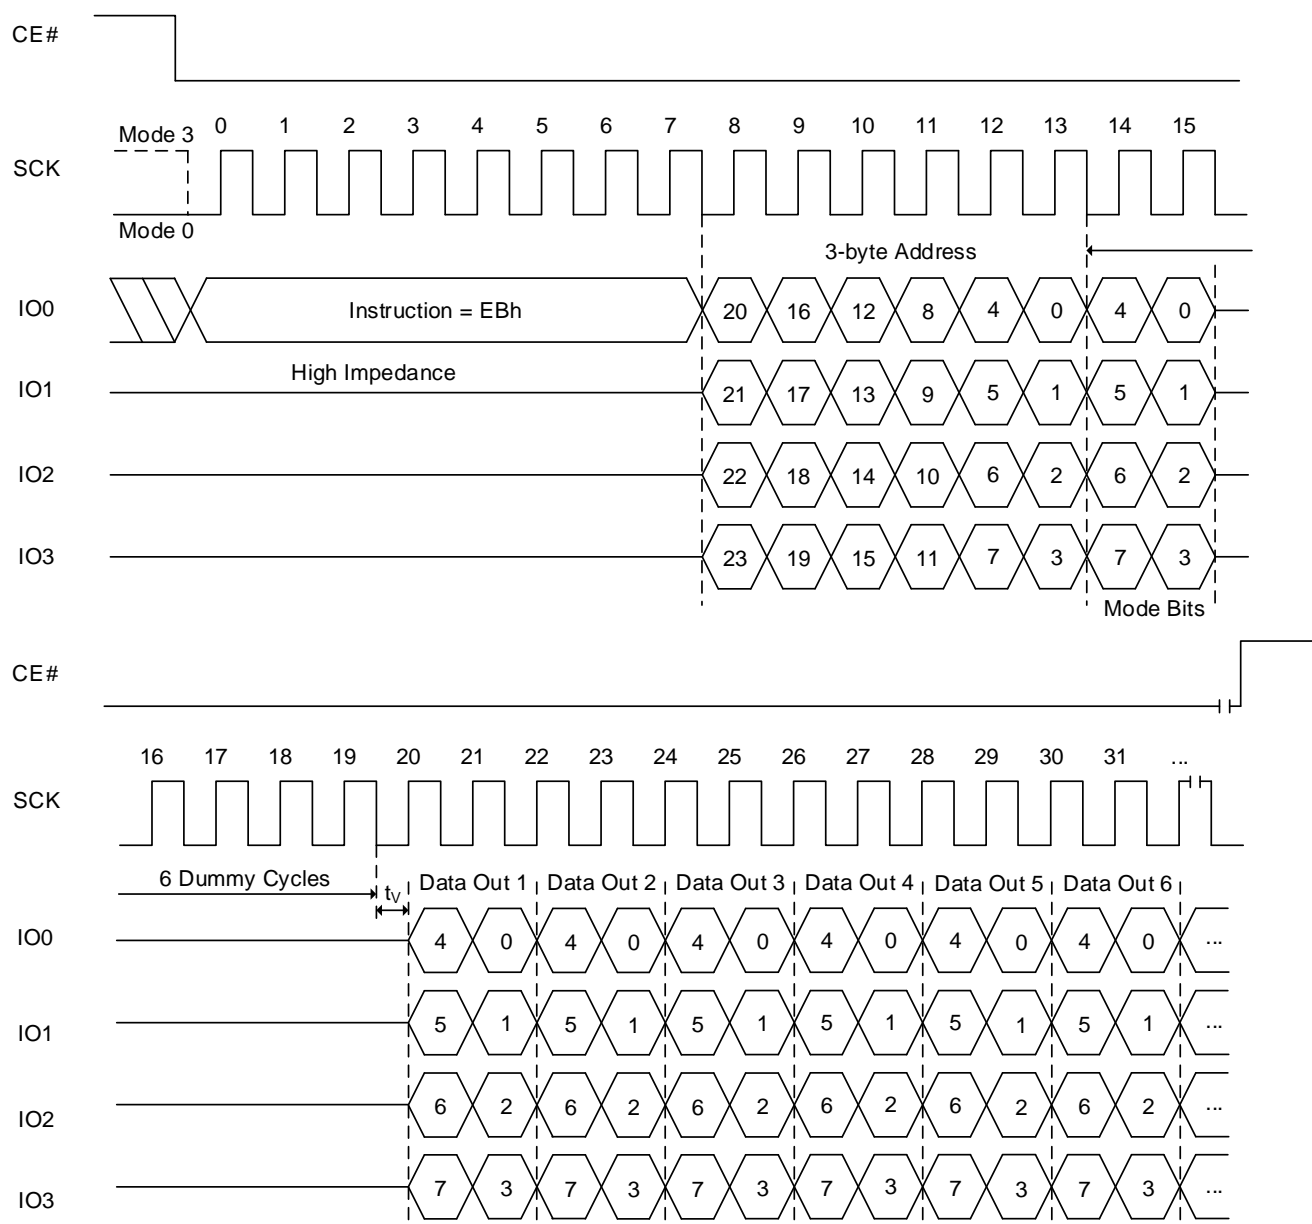 CE#
Mode 3 0 1 2 3 4 5 6 7 8 9 10 11 12 13 14 15
SCK
Mode 0
3-byte Address
IO0 Instruction = EBh 20 16 12 8 4 0 4 0
High Impedance
IO1 21 17 13 9 5 1 5 1
IO2 22 18 14 10 6 2 6 2
IO3 23 19 15 11 7 3 7 3
Mode Bits
CE#
16 17 18 19 20 21 22 23 24 25 26 27 28 29 30 31 ...
SCK
6 Dummy Cycles tV Data Out 1 Data Out 2 Data Out 3 Data Out 4 Data Out 5 Data Out 6
IO0 4 0 4 0 4 0 4 0 4 0 4 0 ...
IO1 5 1 5 1 5 1 5 1 5 1 5 1 ...
IO2 6 2 6 2 6 2 6 2 6 2 6 2 ...
IO3 7 3 7 3 7 3 7 3 7 3 7 3 ...